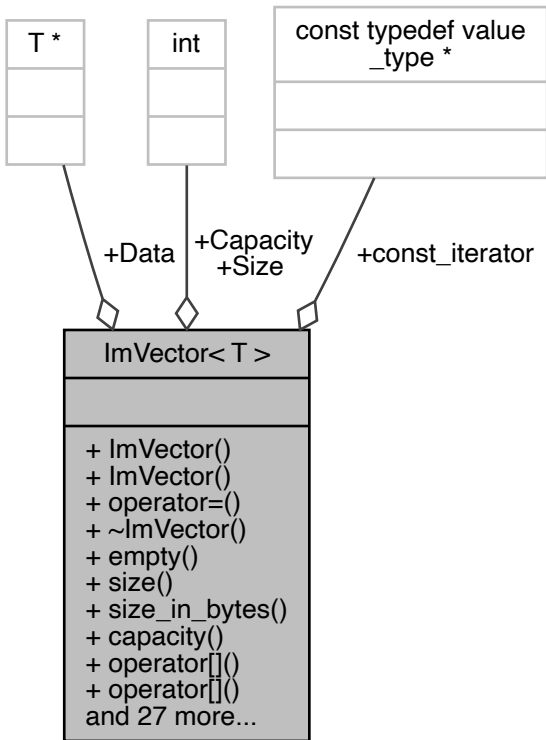 T *
int
const typedef value
_type *
+Data
+Capacity
+Size
+const_iterator
ImVector< T >
+ ImVector()
+ ImVector()
+ operator=()
+ ~ImVector()
+ empty()
+ size()
+ size_in_bytes()
+ capacity()
+ operator[]()
+ operator[]()
and 27 more...